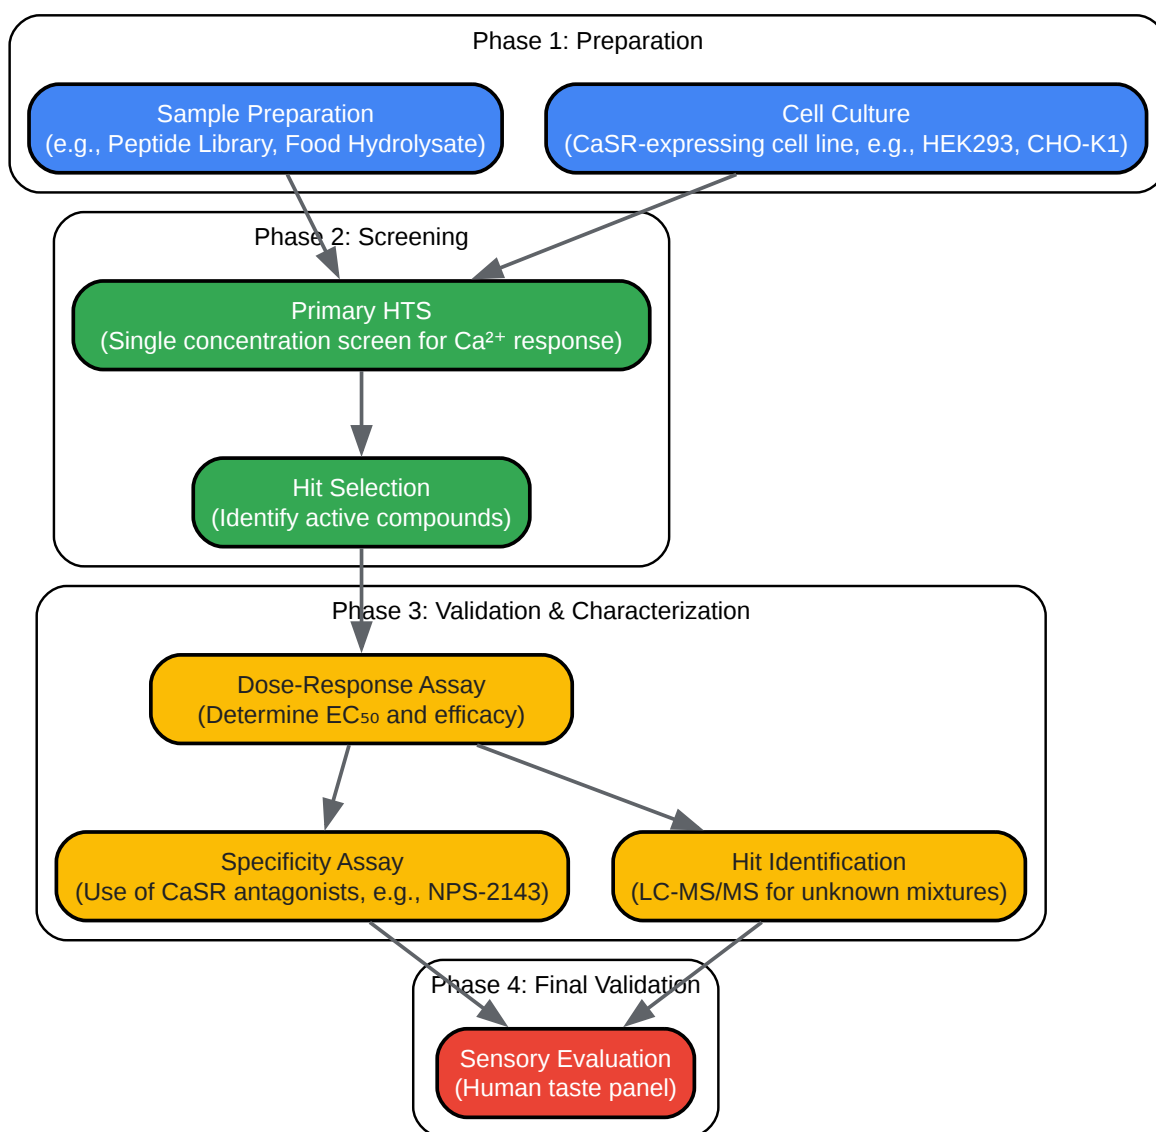 Phase 1: Preparation
Sample Preparation
(e.g., Peptide Library, Food Hydrolysate)
Cell Culture
(CaSR-expressing cell line, e.g., HEK293, CHO-K1)
Phase 2: Screening
Primary HTS
(Single concentration screen for Ca²⁺ response)
Hit Selection
(Identify active compounds)
Phase 3: Validation & Characterization
Dose-Response Assay
(Determine EC₅₀ and efficacy)
Specificity Assay
(Use of CaSR antagonists, e.g., NPS-2143)
Hit Identification
(LC-MS/MS for unknown mixtures)
Phase 4: Final Validation
Sensory Evaluation
(Human taste panel)